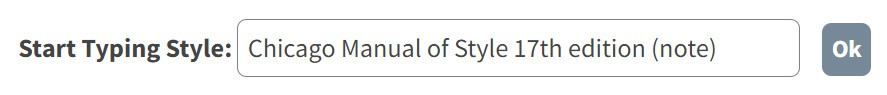 Start Typing Style: Chicago Manual of Style 17th edition (note) Ok